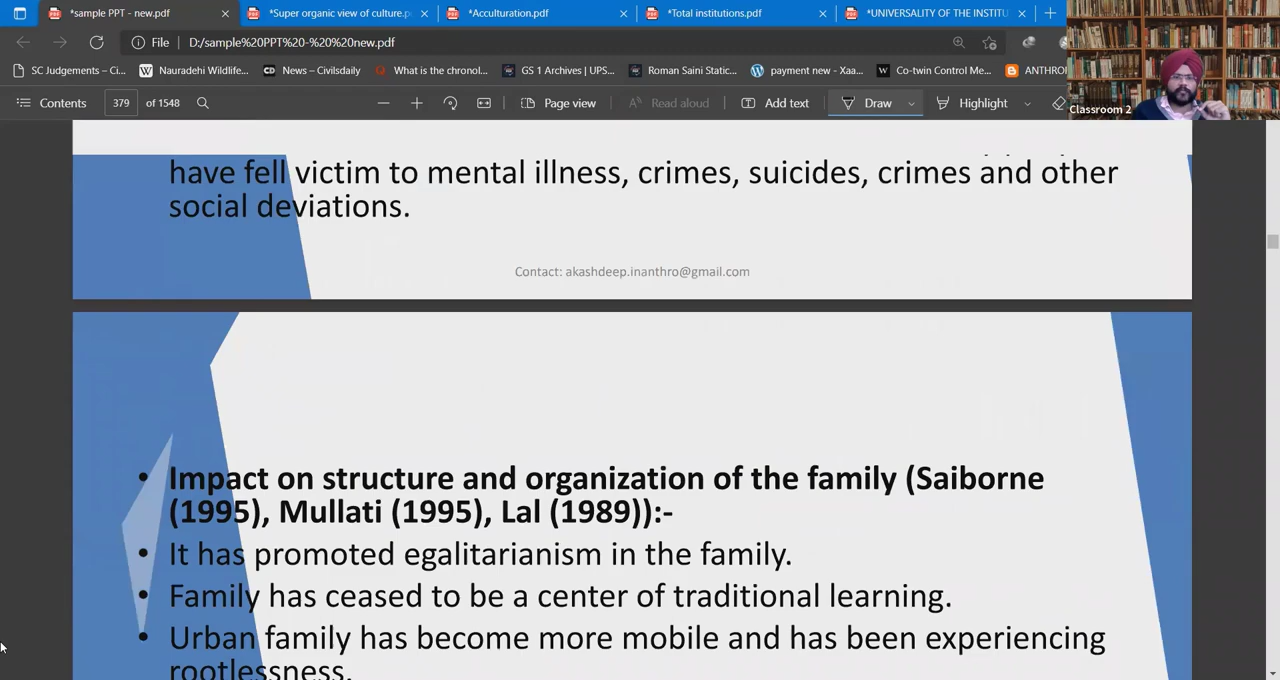 *sample PPT - new.pdf
*Super organic view of culture.p
*Acculturation.pdf
*Total institutions.pdf
*UNIVERSALITY OF THE INSTITU
File
D:/sample%20PPT%20-%20%20new.pdf
SC Judgements – Ci...
Nauradehi Wildlife...
CD
News – Civilsdaily
What is the chronol...
GS 1 Archives | UPS...
Roman Saini Static...
payment new - Xaa...
Co-twin Control Me...
ANTHRO
Contents
379
of 1548
Page view
Read aloud
Add text
Draw
Highlight
Classroom 2
have fell victim to mental illness, crimes, suicides, crimes and other
social deviations.
Contact: akashdeep.inanthro@gmail.com
• Impact on structure and organization of the family (Saiborne
(1995), Mullati (1995), Lal (1989)):-
• It has promoted egalitarianism in the family.
• Family has ceased to be a center of traditional learning.
• Urban family has become more mobile and has been experiencing
rootlessness.